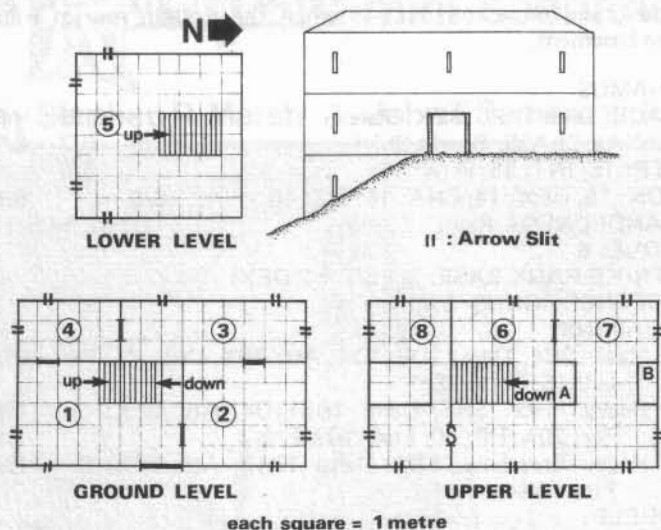 N
5
up
LOWER LEVEL
II : Arrow Slit
4
3
up
down
1
2
GROUND LEVEL
8
6
7
down A
B
S
UPPER LEVEL
each square = 1 metre